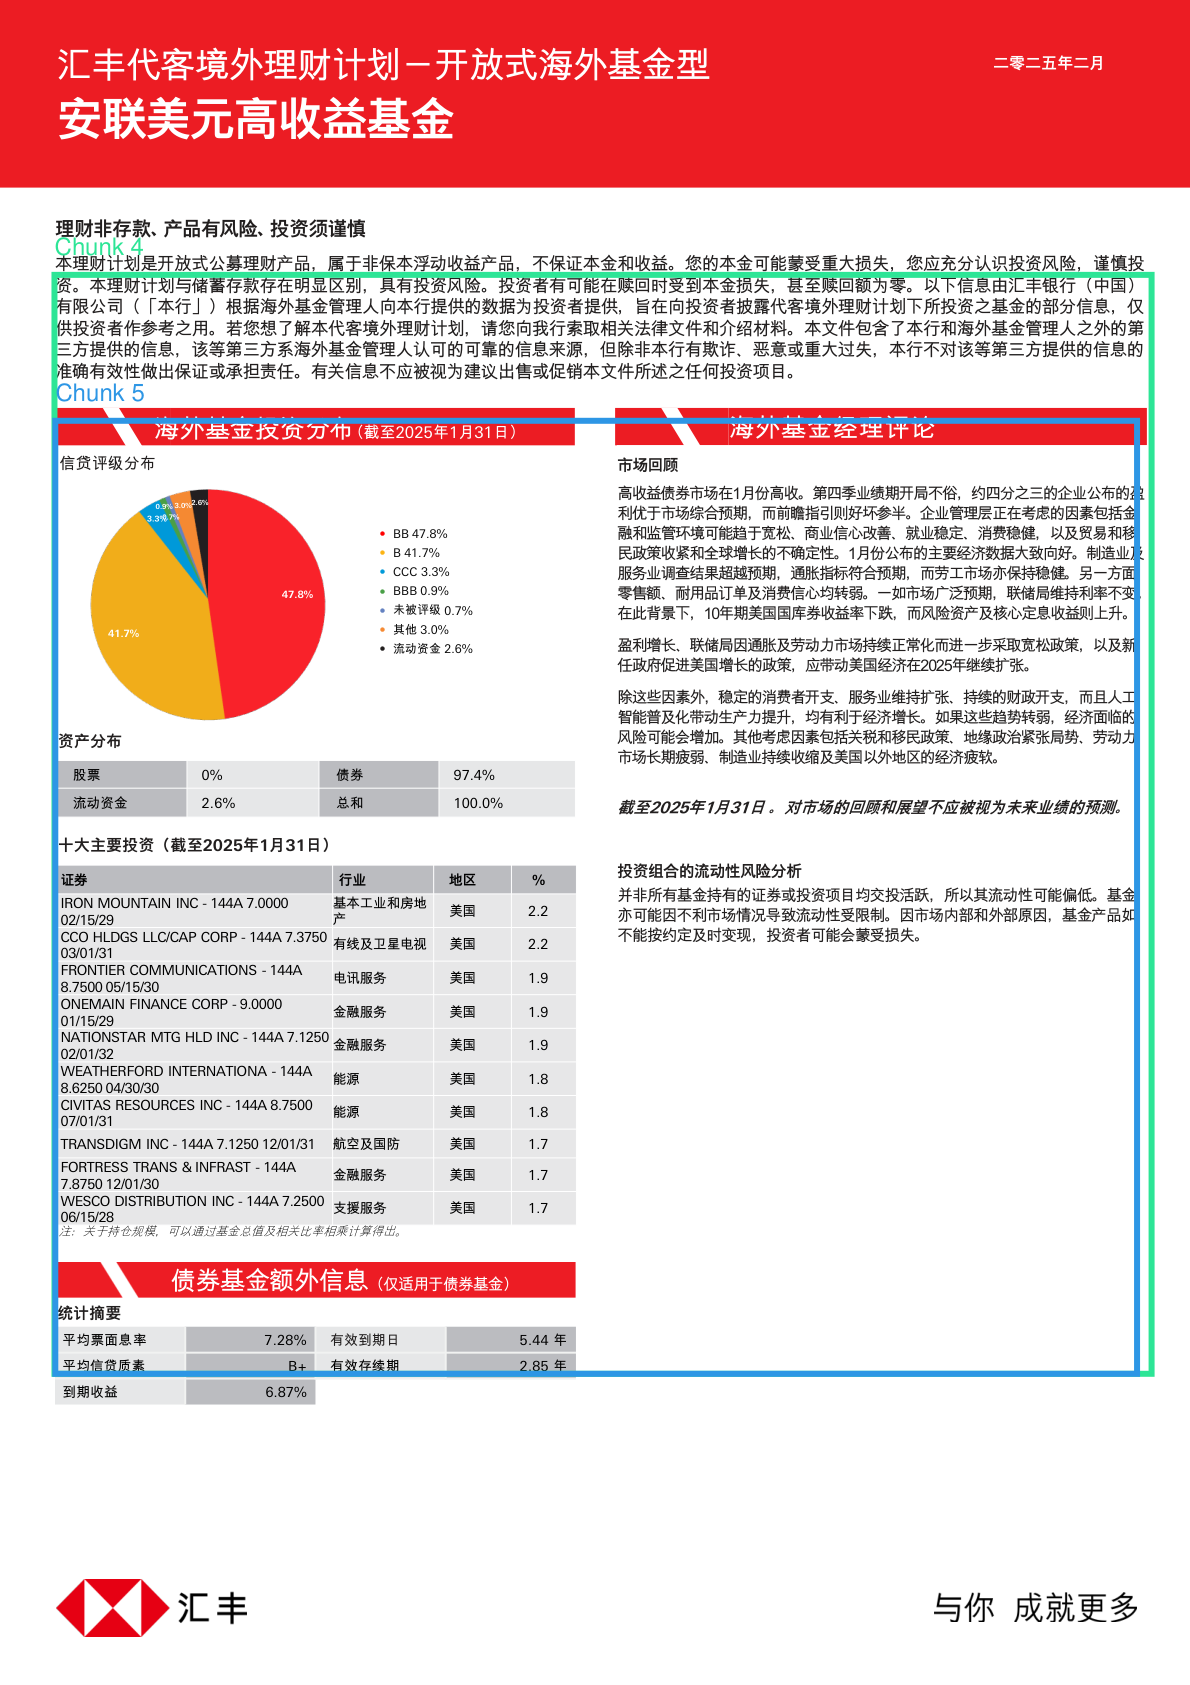 汇丰代客境外理财计划－开放式海外基金型
二零二五年二月
安联美元高收益基金
理财非存款、产品有风险、投资须谨慎
Chunk 4
本理财计划是开放式公募理财产品，属于非保本浮动收益产品，不保证本金和收益。您的本金可能蒙受重大损失，您应充分认识投资风险，谨慎投
资。本理财计划与储蓄存款存在明显区别，具有投资风险。投资者有可能在赎回时受到本金损失，甚至赎回额为零。以下信息由汇丰银行（中国）
有限公司（「本行」）根据海外基金管理人向本行提供的数据为投资者提供，旨在向投资者披露代客境外理财计划下所投资之基金的部分信息，仅
供投资者作参考之用。若您想了解本代客境外理财计划，请您向我行索取相关法律文件和介绍材料。本文件包含了本行和海外基金管理人之外的第
三方提供的信息，该等第三方系海外基金管理人认可的可靠的信息来源，但除非本行有欺诈、恶意或重大过失，本行不对该等第三方提供的信息的
准确有效性做出保证或承担责任。有关信息不应被视为建议出售或促销本文件所述之任何投资项目。
Chunk 5
海外基金投资分布（截至2025年1月31日）
信贷评级分布
47.8%
41.7%
3.3%
0.9%
0.7%
3.0%
2.6%
BB 47.8%
B 41.7%
CCC 3.3%
BBB 0.9%
未被评级 0.7%
其他 3.0%
流动资金 2.6%
资产分布
股票 0% 债券 97.4%
流动资金 2.6% 总和 100.0%
十大主要投资（截至2025年1月31日）
证券 行业 地区 %
IRON MOUNTAIN INC - 144A 7.0000 02/15/29 基本工业和房地产 美国 2.2
CCO HLDGS LLC/CAP CORP - 144A 7.3750 03/01/31 有线及卫星电视 美国 2.2
FRONTIER COMMUNICATIONS - 144A 8.7500 05/15/30 电讯服务 美国 1.9
ONEMAIN FINANCE CORP - 9.0000 01/15/29 金融服务 美国 1.9
NATIONSTAR MTG HLD INC - 144A 7.1250 02/01/32 金融服务 美国 1.9
WEATHERFORD INTERNATIONA - 144A 8.6250 04/30/30 能源 美国 1.8
CIVITAS RESOURCES INC - 144A 8.7500 07/01/31 能源 美国 1.8
TRANSDIGM INC - 144A 7.1250 12/01/31 航空及国防 美国 1.7
FORTRESS TRANS & INFRAST - 144A 7.8750 12/01/30 金融服务 美国 1.7
WESCO DISTRIBUTION INC - 144A 7.2500 06/15/28 支援服务 美国 1.7
注：关于持仓规模，可以通过基金总值及相关比率相乘计算得出。
债券基金额外信息（仅适用于债券基金）
统计摘要
平均票面息率 7.28% 有效到期日 5.44 年
平均信贷质素 B+ 有效存续期 2.85 年
到期收益 6.87%
海外基金经理评论
市场回顾
高收益债券市场在1月份高收。第四季业绩期开局不俗，约四分之三的企业公布的盈
利优于市场综合预期，而前瞻指引则好坏参半。企业管理层正在考虑的因素包括金
融和监管环境可能趋于宽松、商业信心改善、就业稳定、消费稳健，以及贸易和移
民政策收紧和全球增长的不确定性。1月份公布的主要经济数据大致向好。制造业及
服务业调查结果超越预期，通胀指标符合预期，而劳工市场亦保持稳健。另一方面，
零售额、耐用品订单及消费信心均转弱。一如市场广泛预期，联储局维持利率不变。
在此背景下，10年期美国国库券收益率下跌，而风险资产及核心定息收益则上升。
盈利增长、联储局因通胀及劳动力市场持续正常化而进一步采取宽松政策，以及新
任政府促进美国增长的政策，应带动美国经济在2025年继续扩张。
除这些因素外，稳定的消费者开支、服务业维持扩张、持续的财政开支，而且人工
智能普及化带动生产力提升，均有利于经济增长。如果这些趋势转弱，经济面临的
风险可能会增加。其他考虑因素包括关税和移民政策、地缘政治紧张局势、劳动力
市场长期疲弱、制造业持续收缩及美国以外地区的经济疲软。
截至2025年1月31日 。 对市场的回顾和展望不应被视为未来业绩的预测。
投资组合的流动性风险分析
并非所有基金持有的证券或投资项目均交投活跃，所以其流动性可能偏低。基金
亦可能因不利市场情况导致流动性受限制。因市场内部和外部原因，基金产品如
不能按约定及时变现，投资者可能会蒙受损失。
汇丰
与你 成就更多